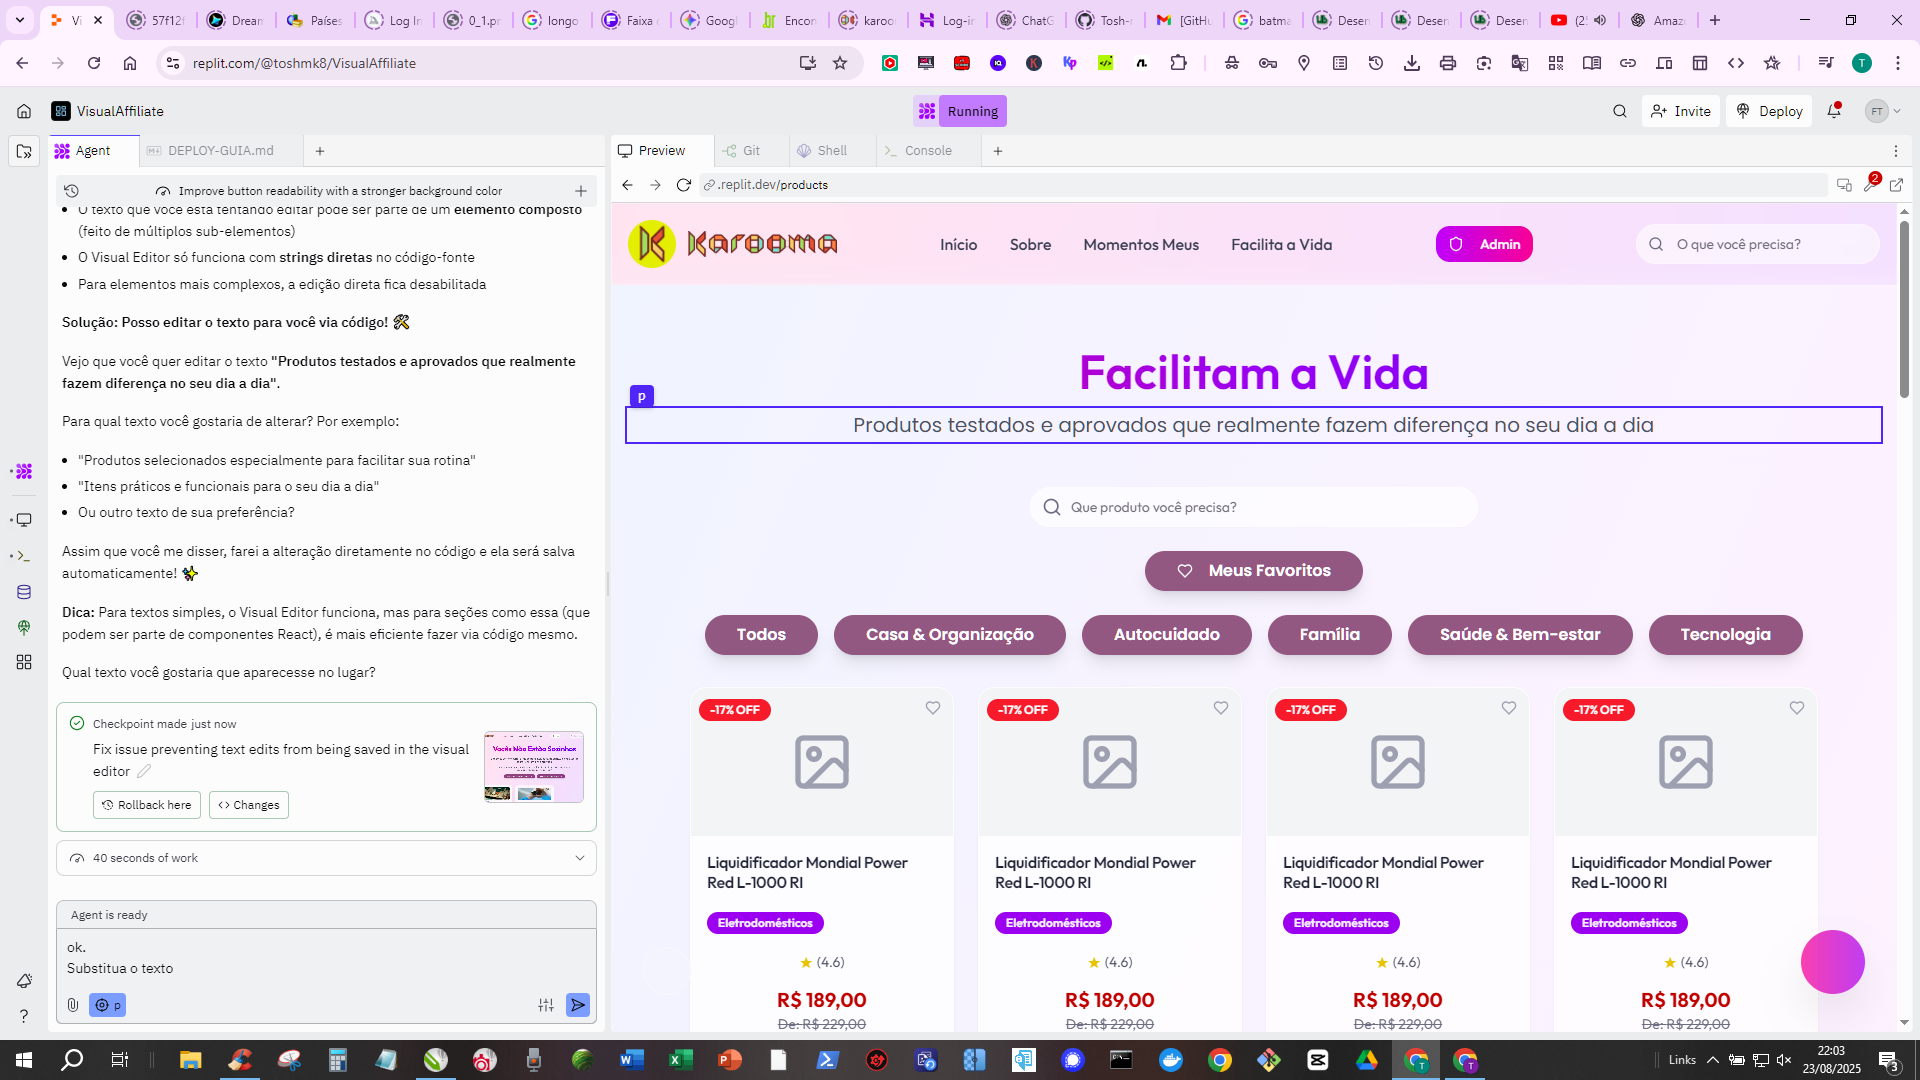 Vi
57f12f
Dream
Países
Log In
0_1.pr
longo
Faixa
Googl
Encon
karoo
Log-in
ChatG
Tosh-
[GitHu
batma
Desen
Desen
Desen
Amaz
replit.com/@toshmk8/VisualAffiliate
VisualAffiliate
Running
Invite
Deploy
FT
Agent
DEPLOY-GUIA.md
Preview
Git
Shell
Console
Improve button readability with a stronger background color
.replit.dev/products
2
O texto que você está tentando editar pode ser parte de um elemento composto
(feito de múltiplos sub-elementos)
O Visual Editor só funciona com strings diretas no código-fonte
Para elementos mais complexos, a edição direta fica desabilitada
Solução: Posso editar o texto para você via código! 🛠️
Vejo que você quer editar o texto "Produtos testados e aprovados que realmente
fazem diferença no seu dia a dia".
Para qual texto você gostaria de alterar? Por exemplo:
"Produtos selecionados especialmente para facilitar sua rotina"
"Itens práticos e funcionais para o seu dia a dia"
Ou outro texto de sua preferência?
Assim que você me disser, farei a alteração diretamente no código e ela será salva
automaticamente! ✨
Dica: Para textos simples, o Visual Editor funciona, mas para seções como essa (que
podem ser parte de componentes React), é mais eficiente fazer via código mesmo.
Qual texto você gostaria que aparecesse no lugar?
Checkpoint made just now
Fix issue preventing text edits from being saved in the visual
editor
Rollback here
Changes
40 seconds of work
Agent is ready
ok.
Substitua o texto
p
Karooma
Início
Sobre
Momentos Meus
Facilita a Vida
Admin
O que você precisa?
Facilitam a Vida
p
Produtos testados e aprovados que realmente fazem diferença no seu dia a dia
Que produto você precisa?
Meus Favoritos
Todos
Casa & Organização
Autocuidado
Família
Saúde & Bem-estar
Tecnologia
-17% OFF
-17% OFF
-17% OFF
-17% OFF
Liquidificador Mondial Power
Red L-1000 RI
Liquidificador Mondial Power
Red L-1000 RI
Liquidificador Mondial Power
Red L-1000 RI
Liquidificador Mondial Power
Red L-1000 RI
Eletrodomésticos
Eletrodomésticos
Eletrodomésticos
Eletrodomésticos
★ (4.6)
★ (4.6)
★ (4.6)
★ (4.6)
R$ 189,00
R$ 189,00
R$ 189,00
R$ 189,00
De: R$ 229,00
De: R$ 229,00
De: R$ 229,00
De: R$ 229,00
Links
22:03
23/08/2025
3